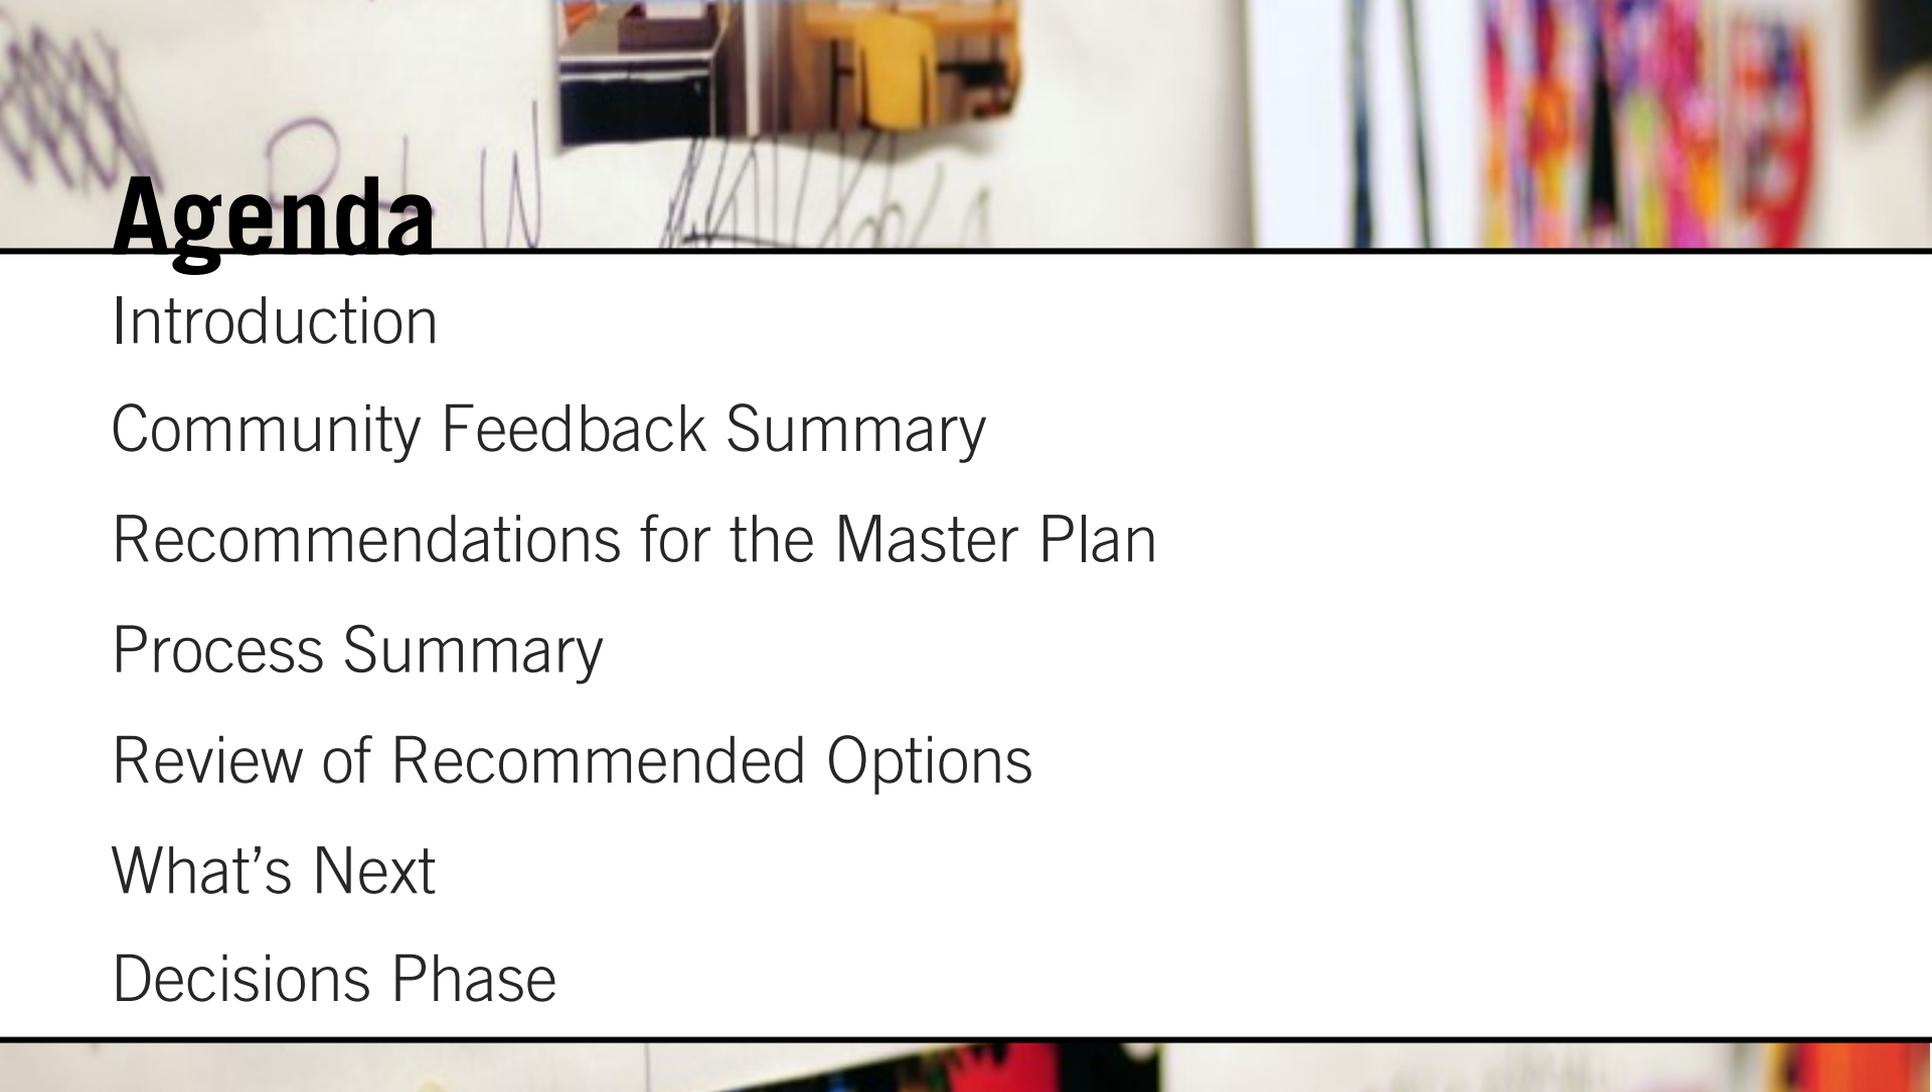 Agenda
Introduction
Community Feedback Summary
Recommendations for the Master Plan
Process Summary
Review of Recommended Options
What’s Next
Decisions Phase